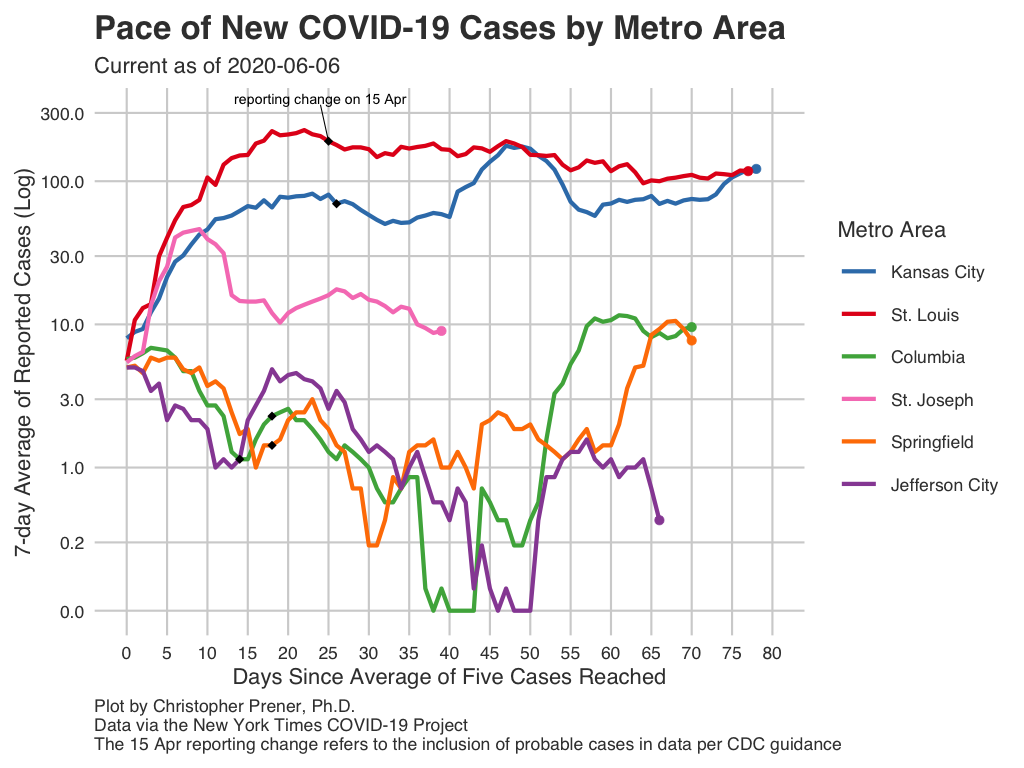 Pace of New COVID-19 Cases by Metro Area
Current as of 2020-06-06
reporting change on 15 Apr
7-day Average of Reported Cases (Log)
300.0
100.0
30.0
10.0
3.0
1.0
0.2
0.0
0 5 10 15 20 25 30 35 40 45 50 55 60 65 70 75 80
Days Since Average of Five Cases Reached
Metro Area
Kansas City
St. Louis
Columbia
St. Joseph
Springfield
Jefferson City
Plot by Christopher Prener, Ph.D.
Data via the New York Times COVID-19 Project
The 15 Apr reporting change refers to the inclusion of probable cases in data per CDC guidance